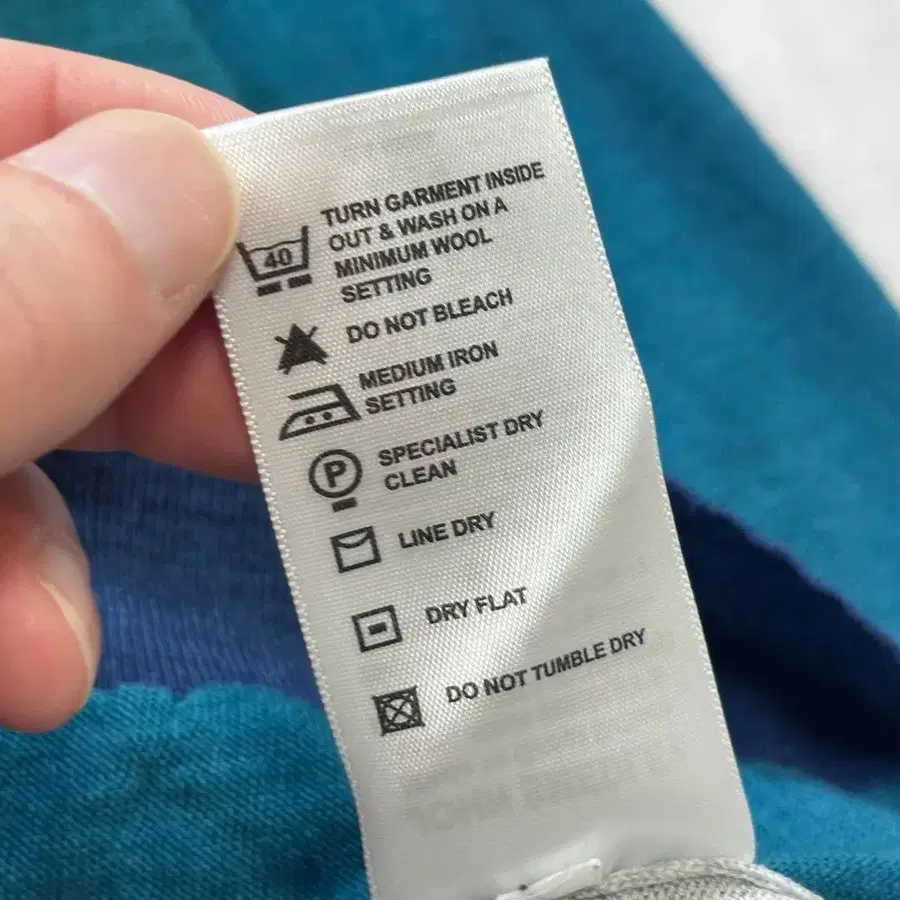 40
TURN GARMENT INSIDE
OUT & WASH ON A
MINIMUM WOOL
SETTING
DO NOT BLEACH
MEDIUM IRON
SETTING
P
SPECIALIST DRY
CLEAN
LINE DRY
DRY FLAT
DO NOT TUMBLE DRY